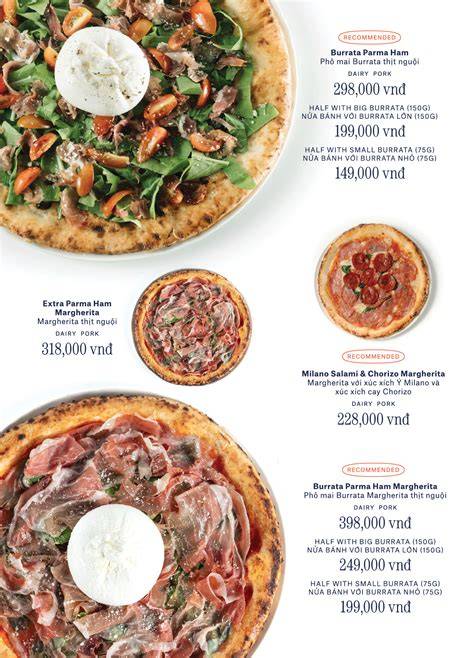 RECOMMENDED
Burrata Parma Ham
Phô mai Burrata thịt nguội
DAIRY PORK
298,000 vnđ
HALF WITH BIG BURRATA (150G)
NỬA BÁNH VỚI BURRATA LỚN (150G)
199,000 vnđ
HALF WITH SMALL BURRATA (75G)
NỬA BÁNH VỚI BURRATA NHỎ (75G)
149,000 vnđ
Extra Parma Ham
Margherita
Margherita thịt nguội
DAIRY PORK
318,000 vnđ
RECOMMENDED
Milano Salami & Chorizo Margherita
Margherita với xúc xích Ý Milano và
xúc xích cay Chorizo
DAIRY PORK
228,000 vnđ
RECOMMENDED
Burrata Parma Ham Margherita
Phô mai Burrata Margherita thịt nguội
DAIRY PORK
398,000 vnđ
HALF WITH BIG BURRATA (150G)
NỬA BÁNH VỚI BURRATA LỚN (150G)
249,000 vnđ
HALF WITH SMALL BURRATA (75G)
NỬA BÁNH VỚI BURRATA NHỎ (75G)
199,000 vnđ